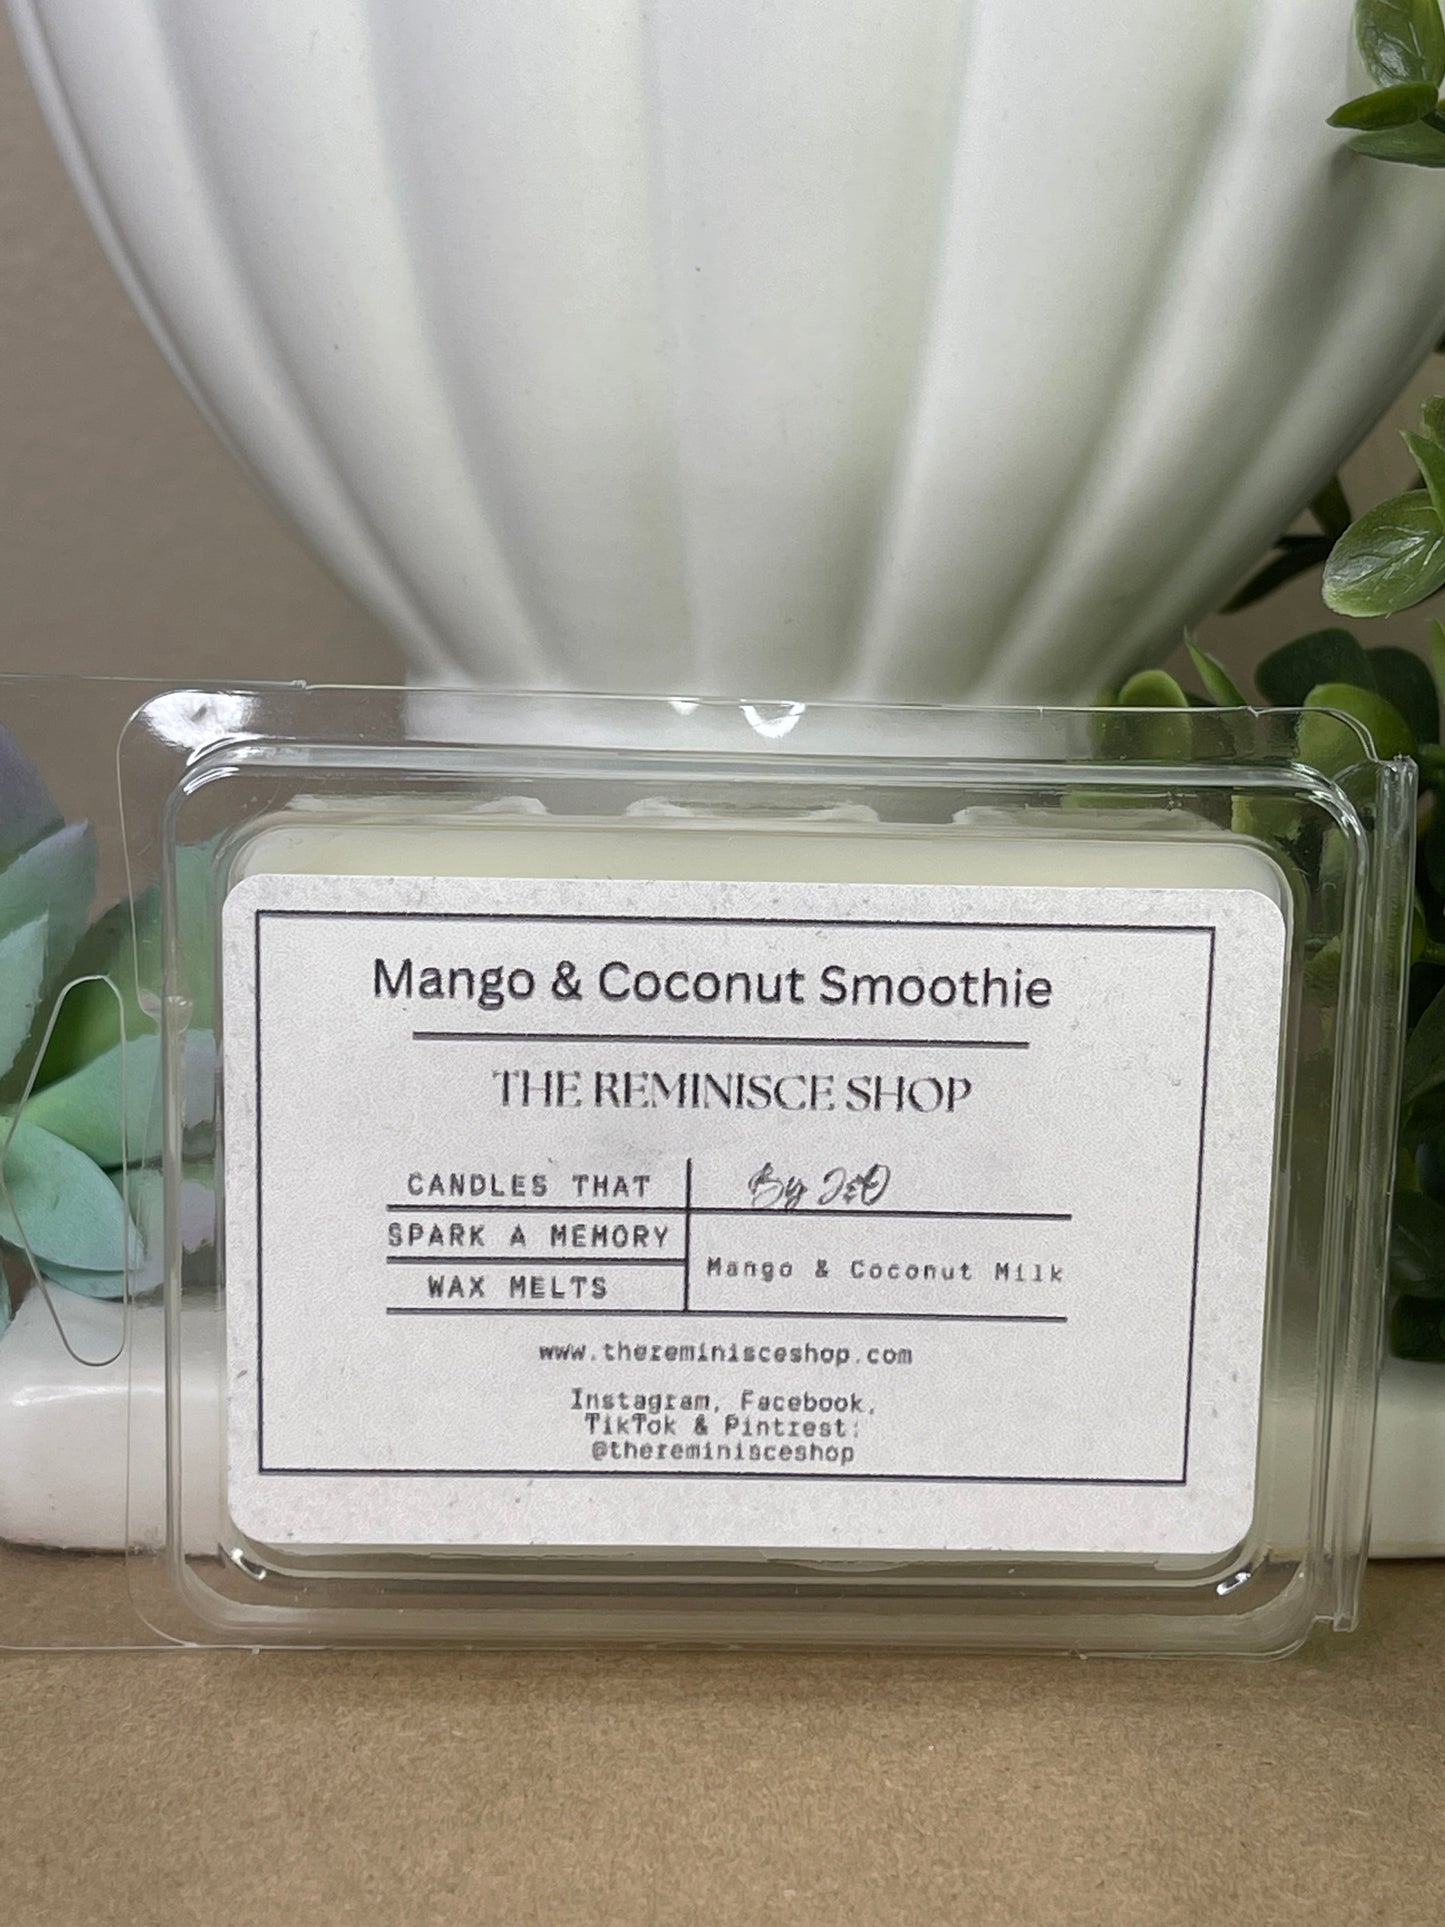 Mango & Coconut Smoothie
THE REMINISCE SHOP
CANDLES THAT
SPARK A MEMORY
WAX MELTS
By J&O
Mango & Coconut Milk
www.thereminisceshop.com
Instagram, Facebook,
TikTok & Pintrest:
@thereminisceshop